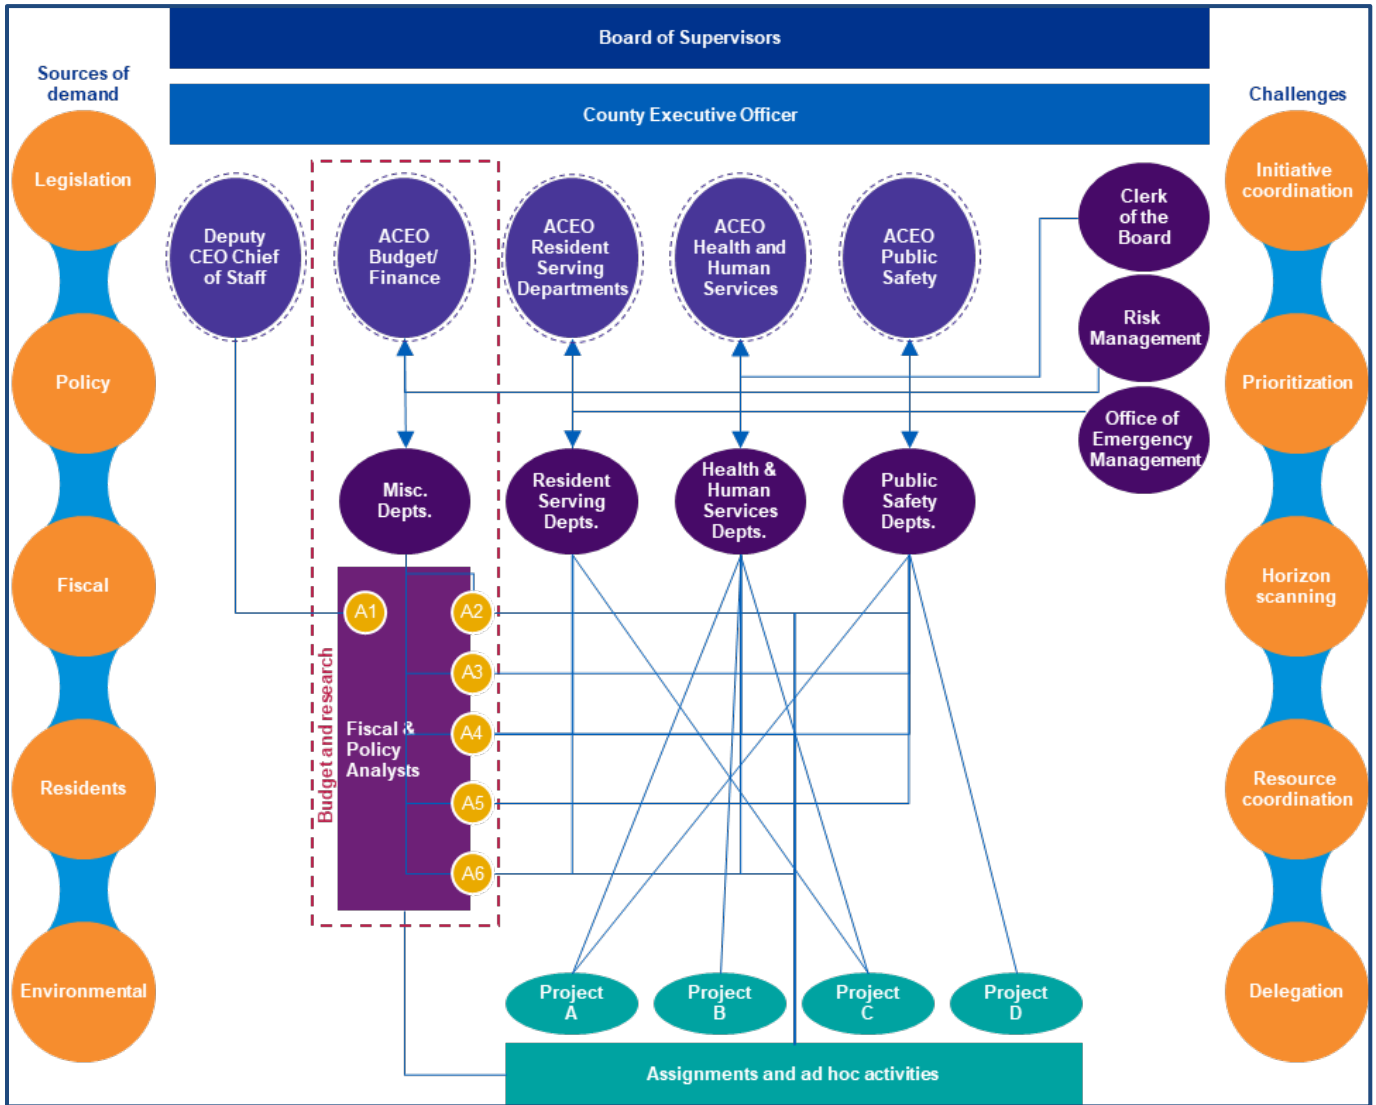 Board of Supervisors
Sources of
demand
County Executive Officer
Challenges
Legislation
Policy
Fiscal
Residents
Environmental
Deputy
CEO Chief
of Staff
ACEO
Budget/
Finance
ACEO
Resident
Serving
Departments
ACEO
Health and
Human
Services
ACEO
Public
Safety
Clerk
of the
Board
Risk
Management
Office of
Emergency
Management
Misc.
Depts.
Resident
Serving
Depts.
Health &
Human
Services
Depts.
Public
Safety
Depts.
Budget and research
A1
A2
A3
A4
A5
A6
Fiscal &
Policy
Analysts
Project
A
Project
B
Project
C
Project
D
Assignments and ad hoc activities
Initiative
coordination
Prioritization
Horizon
scanning
Resource
coordination
Delegation